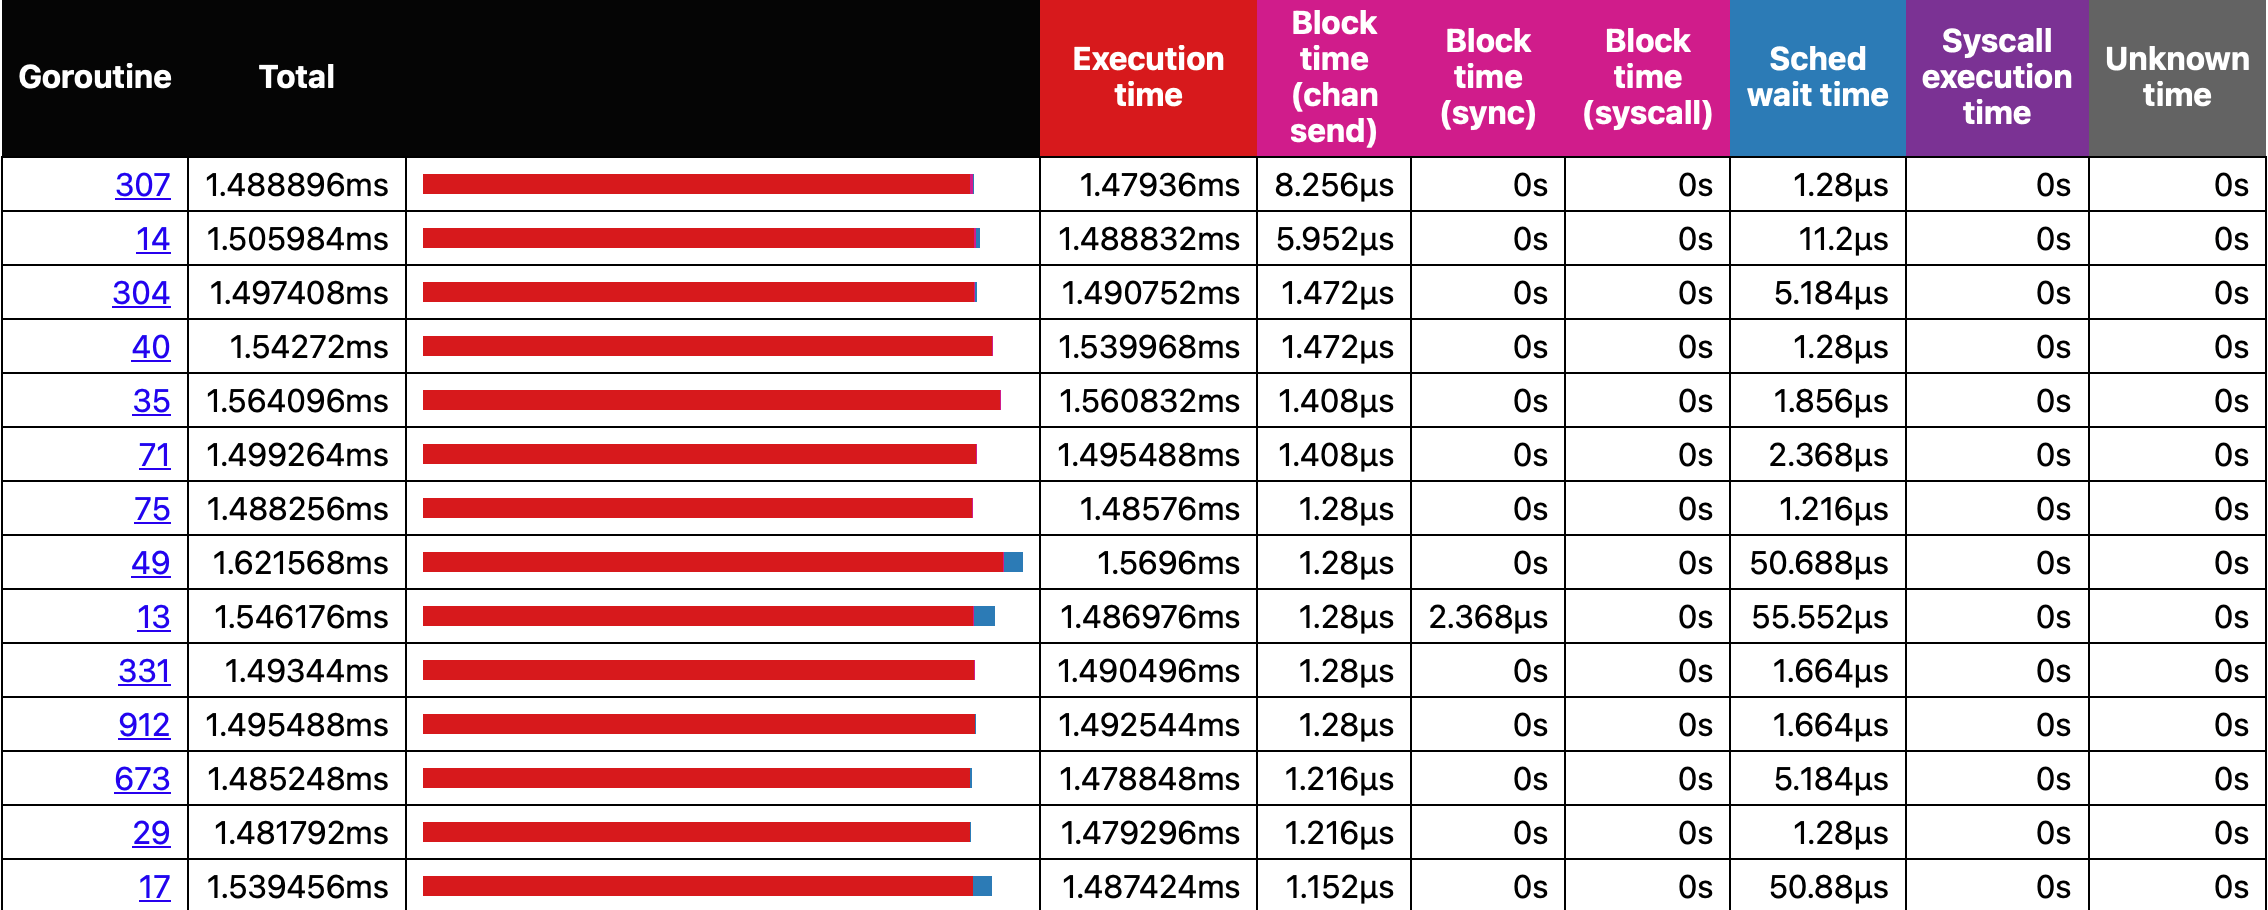 Goroutine Total Execution time Block time (chan send) Block time (sync) Block time (syscall) Sched wait time Syscall execution time Unknown time
307 1.488896ms 1.47936ms 8.256µs 0s 0s 1.28µs 0s 0s
14 1.505984ms 1.488832ms 5.952µs 0s 0s 11.2µs 0s 0s
304 1.497408ms 1.490752ms 1.472µs 0s 0s 5.184µs 0s 0s
40 1.54272ms 1.539968ms 1.472µs 0s 0s 1.28µs 0s 0s
35 1.564096ms 1.560832ms 1.408µs 0s 0s 1.856µs 0s 0s
71 1.499264ms 1.495488ms 1.408µs 0s 0s 2.368µs 0s 0s
75 1.488256ms 1.48576ms 1.28µs 0s 0s 1.216µs 0s 0s
49 1.621568ms 1.5696ms 1.28µs 0s 0s 50.688µs 0s 0s
13 1.546176ms 1.486976ms 1.28µs 2.368µs 0s 55.552µs 0s 0s
331 1.49344ms 1.490496ms 1.28µs 0s 0s 1.664µs 0s 0s
912 1.495488ms 1.492544ms 1.28µs 0s 0s 1.664µs 0s 0s
673 1.485248ms 1.478848ms 1.216µs 0s 0s 5.184µs 0s 0s
29 1.481792ms 1.479296ms 1.216µs 0s 0s 1.28µs 0s 0s
17 1.539456ms 1.487424ms 1.152µs 0s 0s 50.88µs 0s 0s